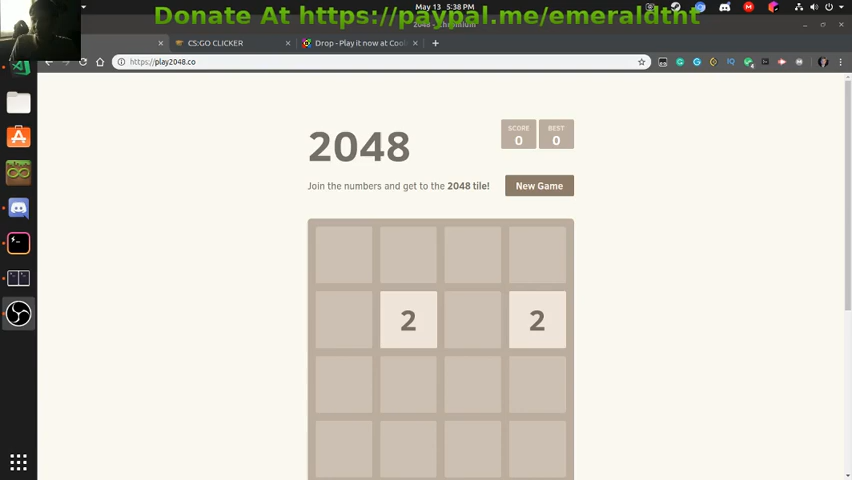 May 13 5:38 PM
Donate At https://paypal.me/emeraldtht
CS:GO CLICKER
Drop - Play it now at Cool
https://play2048.co
2048
SCORE
0
BEST
0
Join the numbers and get to the 2048 tile!
New Game
2
2